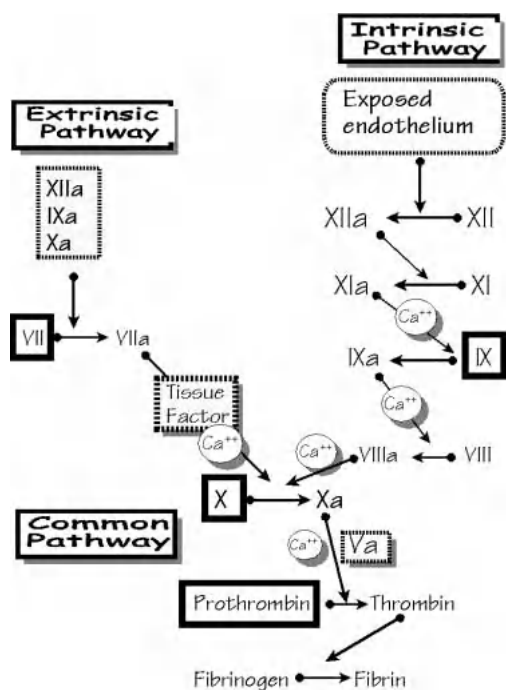 Intrinsic
Pathway
Exposed
endothelium
Extrinsic
Pathway
XIIa
IXa
Xa
XIIa XII
XIa XI
Ca++
VII VIIa
IXa IX
Ca++
Tissue
Factor
Ca++
Ca++ VIIIa VIII
X Xa
Common
Pathway
Ca++ Va
Prothrombin Thrombin
Fibrinogen Fibrin